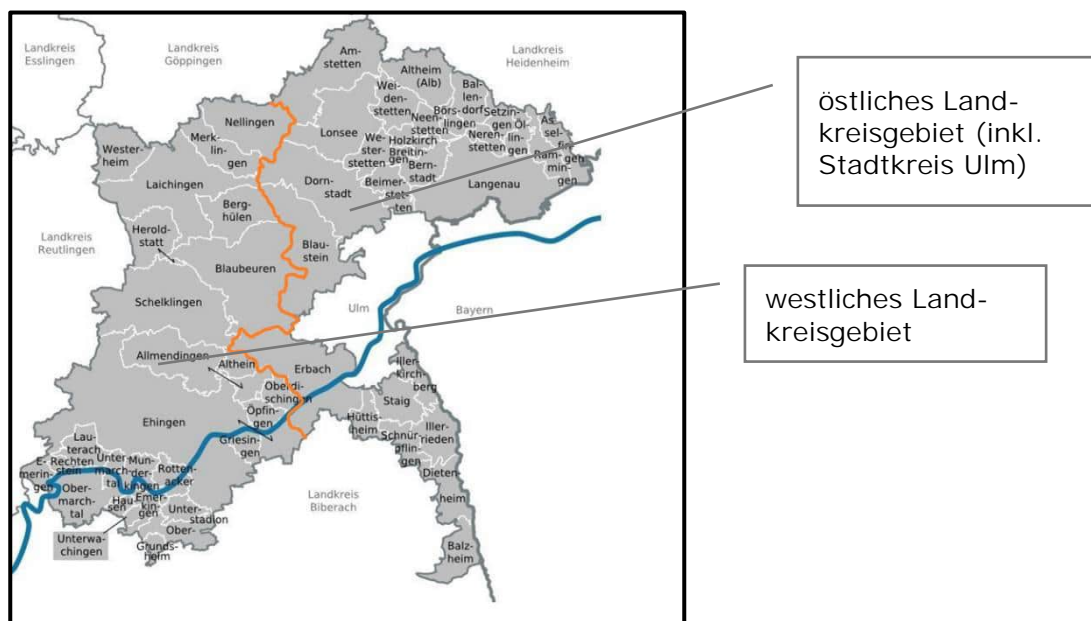 Landkreis
Esslingen
Landkreis
Göppingen
Landkreis
Heidenheim
Am-
stetten
Altheim
(Alb)
Bal-
len-
dorf
Wei-
den-
stetten
Börs-
lingen
Setzin-
gen
Neen-
stetten
Öl-
lin-
gen
As-
sel-
fin-
gen
Nellingen
Lonsee
Merk-
lin-
gen
We-
ster-
stetten
Holzkirch
Breitin-
gen
Neren-
stetten
Ram-
min-
gen
Wester-
heim
Bern-
stadt
Laichingen
Dorn-
stadt
Beimer-
stet-
ten
Langenau
Berg-
hülen
Landkreis
Reutlingen
Herold-
statt
Blau-
stein
Blaubeuren
Schelklingen
Ulm
Bayern
Allmendingen
Althein
Erbach
Iller-
kirch-
berg
Oberdi-
schingen
Staig
Öpfin-
gen
Hüttis-
heim
Ehingen
Iller-
rieden
Schnür-
pflin-
gen
Griesin-
gen
Lau-
terach
E-
merin-
gen
Rechten
stein
Unter
march-
tal
Mun-
der-
kingen
Rotten-
acker
Dieten-
heim
Ober-
march-
tal
Hau-
sen
Emer-
kin-
gen
Unter-
stadion
Ober-
Landkreis
Biberach
Unterwa-
chingen
Grunds-
heim
Balz-
heim
östliches Land-
kreisgebiet (inkl.
Stadtkreis Ulm)
westliches Land-
kreisgebiet